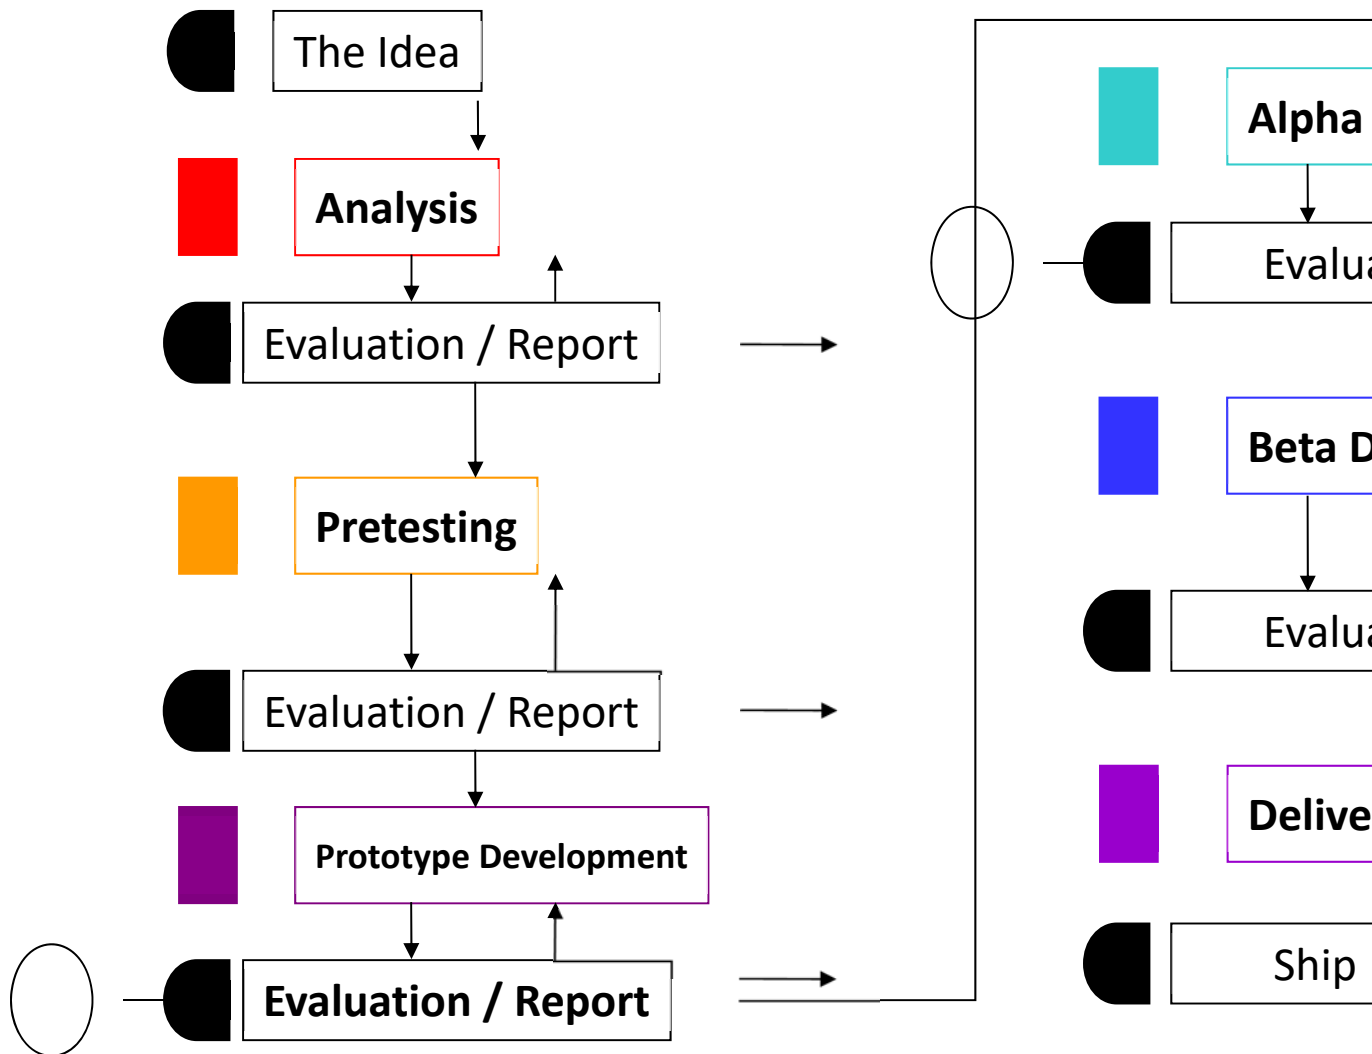 The Idea
Analysis
Evaluation / Report
Pretesting
Evaluation / Report
Prototype Development
Evaluation / Report
Alpha
Evalua
Beta D
Evalua
Delive
Ship